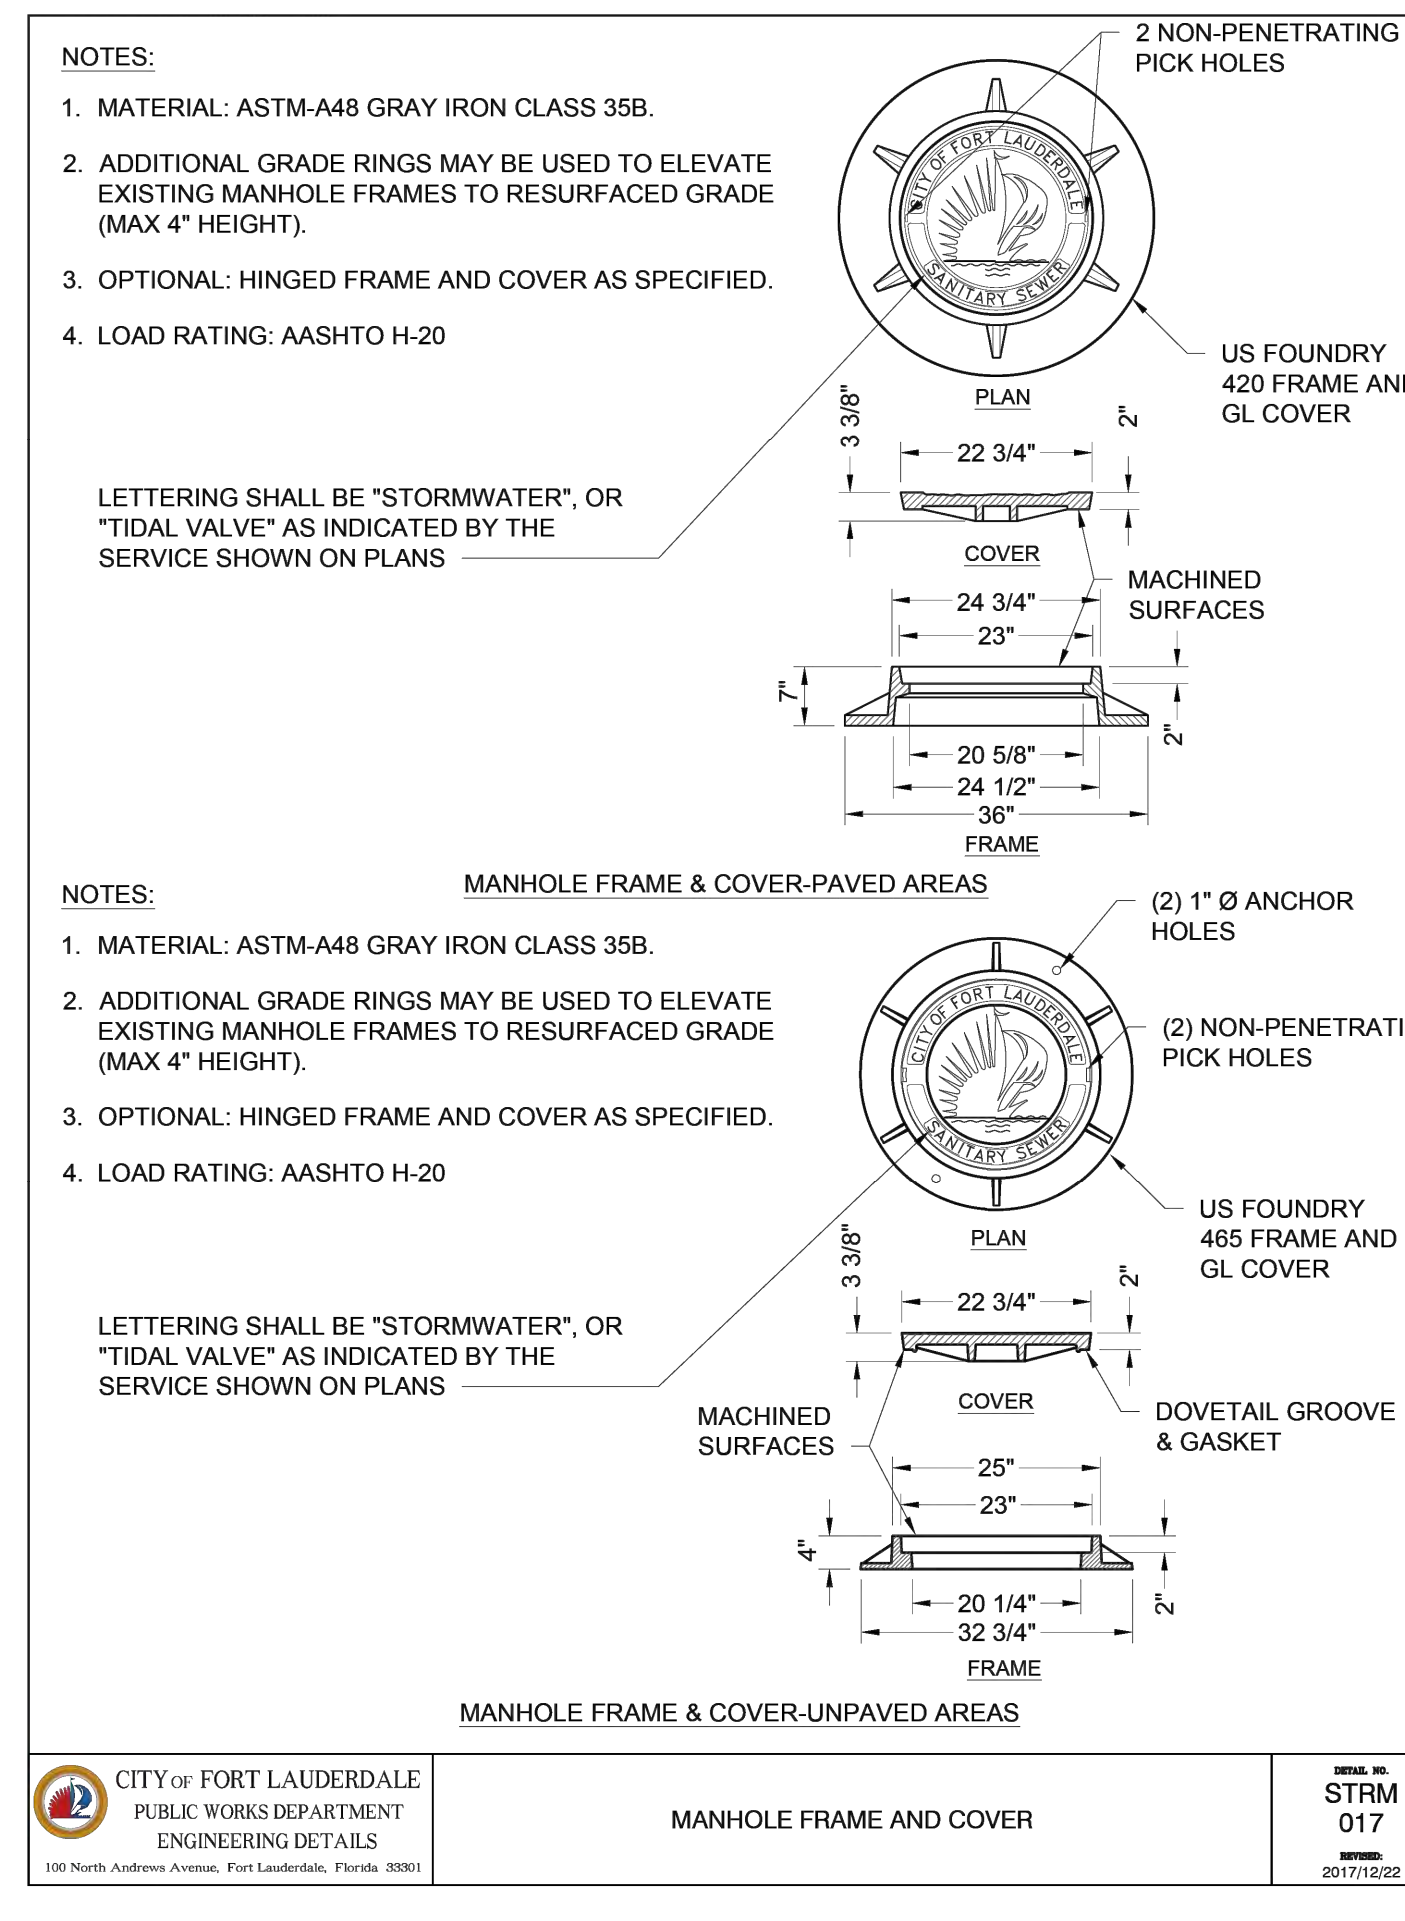 NOTES:
1. MATERIAL: ASTM-A48 GRAY IRON CLASS 35B.
2. ADDITIONAL GRADE RINGS MAY BE USED TO ELEVATE
EXISTING MANHOLE FRAMES TO RESURFACED GRADE
(MAX 4" HEIGHT).
3. OPTIONAL: HINGED FRAME AND COVER AS SPECIFIED.
4. LOAD RATING: AASHTO H-20
LETTERING SHALL BE "STORMWATER", OR
"TIDAL VALVE" AS INDICATED BY THE
SERVICE SHOWN ON PLANS
2 NON-PENETRATING
PICK HOLES
CITY OF FORT LAUDERDALE
SANITARY SEWER
US FOUNDRY
420 FRAME AN
GL COVER
PLAN
3 3/8"
2"
22 3/4"
COVER
MACHINED
SURFACES
24 3/4"
23"
7"
2"
20 5/8"
24 1/2"
36"
FRAME
MANHOLE FRAME & COVER-PAVED AREAS
NOTES:
1. MATERIAL: ASTM-A48 GRAY IRON CLASS 35B.
2. ADDITIONAL GRADE RINGS MAY BE USED TO ELEVATE
EXISTING MANHOLE FRAMES TO RESURFACED GRADE
(MAX 4" HEIGHT).
3. OPTIONAL: HINGED FRAME AND COVER AS SPECIFIED.
4. LOAD RATING: AASHTO H-20
LETTERING SHALL BE "STORMWATER", OR
"TIDAL VALVE" AS INDICATED BY THE
SERVICE SHOWN ON PLANS
(2) 1" Ø ANCHOR
HOLES
(2) NON-PENETRATI
PICK HOLES
CITY OF FORT LAUDERDALE
SANITARY SEWER
US FOUNDRY
465 FRAME AND
GL COVER
PLAN
3 3/8"
2"
22 3/4"
COVER
DOVETAIL GROOVE
& GASKET
MACHINED
SURFACES
25"
23"
4"
2"
20 1/4"
32 3/4"
FRAME
MANHOLE FRAME & COVER-UNPAVED AREAS
CITY OF FORT LAUDERDALE
PUBLIC WORKS DEPARTMENT
ENGINEERING DETAILS
100 North Andrews Avenue, Fort Lauderdale, Florida 33301
MANHOLE FRAME AND COVER
DETAIL NO.
STRM
017
REVISED:
2017/12/22